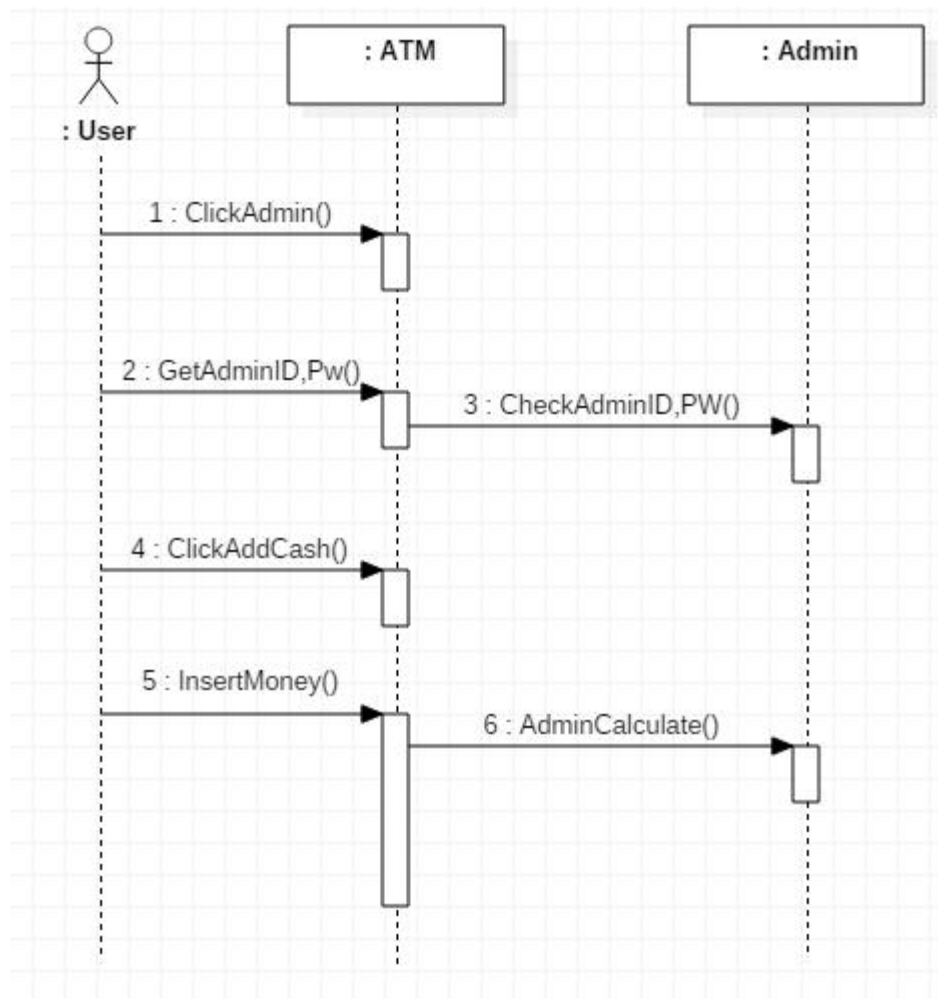 : ATM
: Admin
: User
1 : ClickAdmin()
2 : GetAdminID,Pw()
3 : CheckAdminID,PW()
4 : ClickAddCash()
5 : InsertMoney()
6 : AdminCalculate()